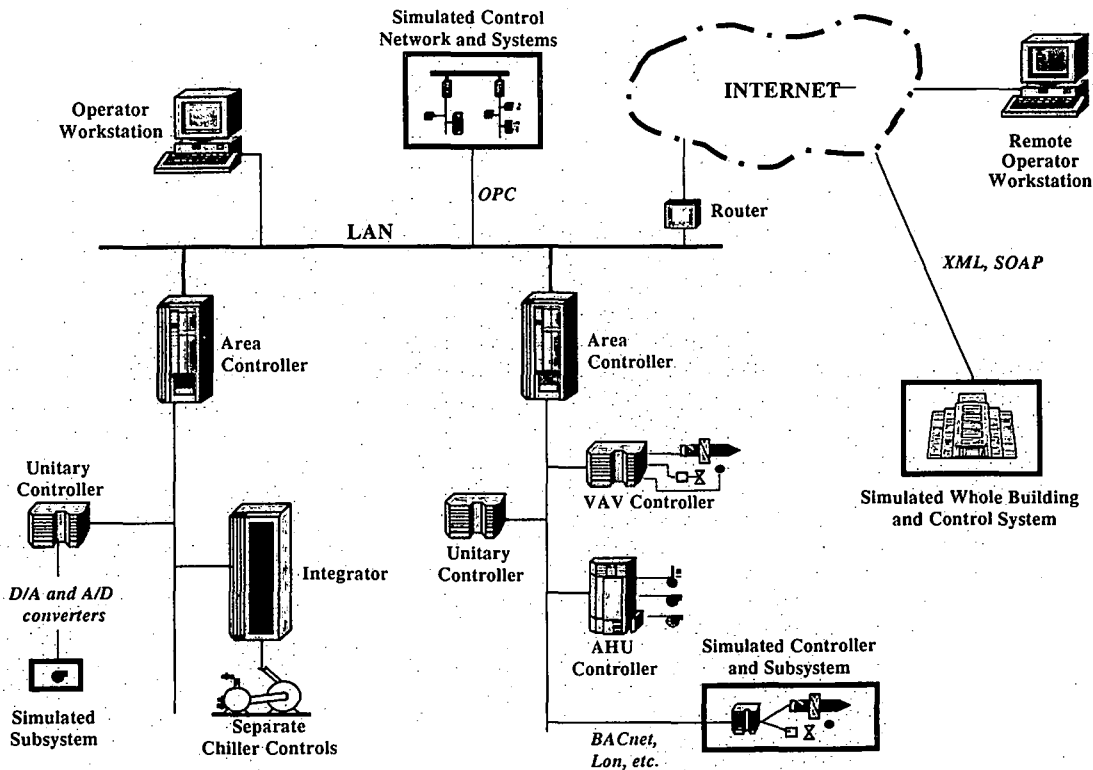 Simulated Control
Network and Systems
Operator
Workstation
INTERNET
Remote
Operator
Workstation
OPC
Router
LAN
XML, SOAP
Area
Controller
Area
Controller
Unitary
Controller
VAV Controller
Simulated Whole Building
and Control System
Unitary
Controller
Integrator
D/A and A/D
converters
AHU
Controller
Simulated Controller
and Subsystem
Simulated
Subsystem
Separate
Chiller Controls
BACnet,
Lon, etc.